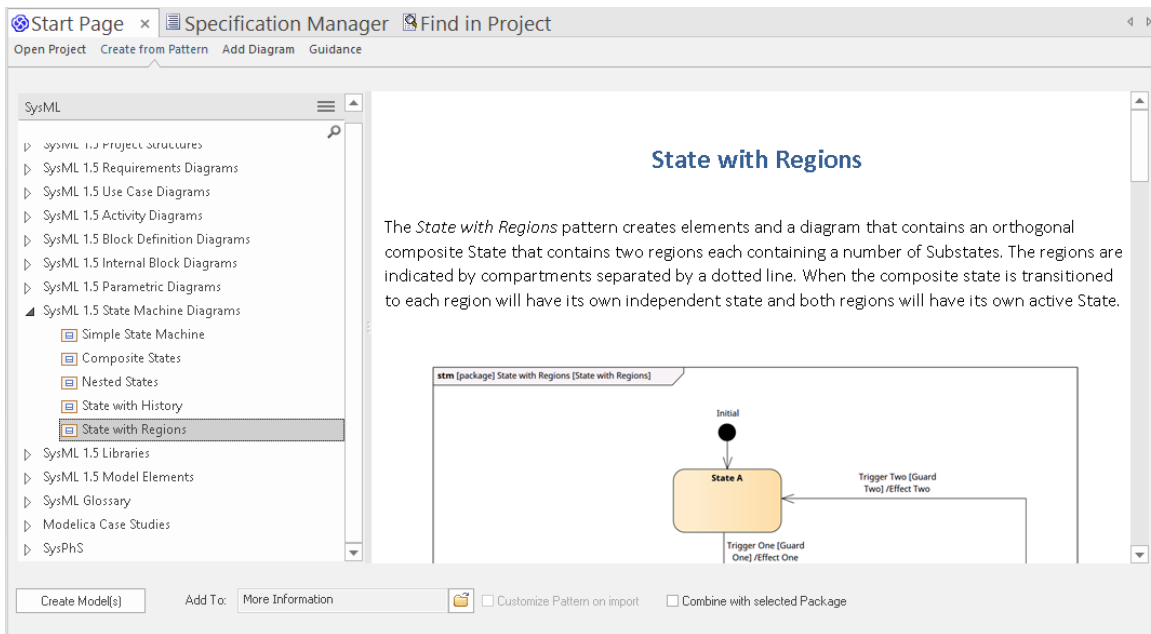 Start Page × Specification Manager Find in Project
Open Project Create from Pattern Add Diagram Guidance
SysML
SysML 1.5 Project Structures
SysML 1.5 Requirements Diagrams
SysML 1.5 Use Case Diagrams
SysML 1.5 Activity Diagrams
SysML 1.5 Block Definition Diagrams
SysML 1.5 Internal Block Diagrams
SysML 1.5 Parametric Diagrams
SysML 1.5 State Machine Diagrams
Simple State Machine
Composite States
Nested States
State with History
State with Regions
SysML 1.5 Libraries
SysML 1.5 Model Elements
SysML Glossary
Modelica Case Studies
SysPhS
State with Regions
The State with Regions pattern creates elements and a diagram that contains an orthogonal
composite State that contains two regions each containing a number of Substates. The regions are
indicated by compartments separated by a dotted line. When the composite state is transitioned
to each region will have its own independent state and both regions will have its own active State.
stm [package] State with Regions [State with Regions]
Initial
State A
Trigger Two [Guard
Two] /Effect Two
Trigger One [Guard
One] /Effect One
Create Model(s) Add To: More Information Customize Pattern on import Combine with selected Package